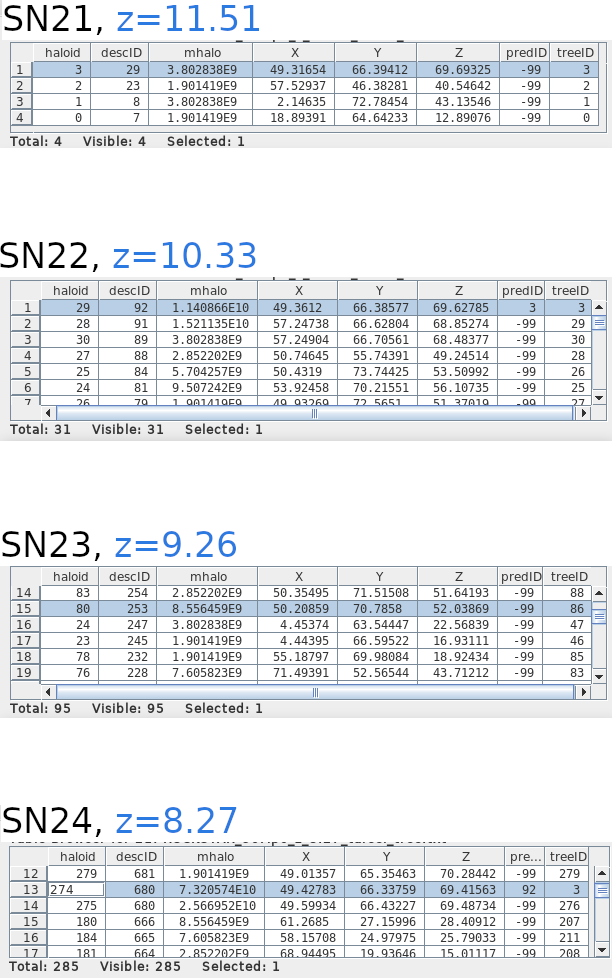 SN21, z=11.51
haloid descID mhalo X Y Z predID treeID
1 3 29 3.802838E9 49.31654 66.39412 69.69325 -99 3
2 2 23 1.901419E9 57.52937 46.38281 40.54642 -99 2
3 1 8 3.802838E9 2.14635 72.78454 43.13546 -99 1
4 0 7 1.901419E9 18.89391 64.64233 12.89076 -99 0
Total: 4 Visible: 4 Selected: 1
SN22, z=10.33
haloid descID mhalo X Y Z predID treeID
1 29 92 1.140866E10 49.3612 66.38577 69.62785 3 3
2 28 91 1.521135E10 57.24738 66.62804 68.85274 -99 29
3 30 89 3.802838E9 57.24904 66.70561 68.48377 -99 30
4 27 88 2.852202E9 50.74645 55.74391 49.24514 -99 28
5 25 84 5.704257E9 50.4319 73.74425 53.50992 -99 26
6 24 81 9.507242E9 53.92458 70.21551 56.10735 -99 25
7 26 79 1.901419E9 49.93269 72.5651 51.37019 -99 27
Total: 31 Visible: 31 Selected: 1
SN23, z=9.26
haloid descID mhalo X Y Z predID treeID
14 83 254 2.852202E9 50.35495 71.51508 51.64193 -99 88
15 80 253 8.556459E9 50.20859 70.7858 52.03869 -99 86
16 24 247 3.802838E9 4.45374 63.54447 22.56839 -99 47
17 23 245 1.901419E9 4.44395 66.59522 16.93111 -99 46
18 78 232 1.901419E9 55.18797 69.98084 18.92434 -99 85
19 76 228 7.605823E9 71.49391 52.56544 43.71212 -99 83
Total: 95 Visible: 95 Selected: 1
SN24, z=8.27
haloid descID mhalo X Y Z pre... treeID
12 279 681 1.901419E9 49.01357 65.35463 70.28442 -99 279
13 274 680 7.320574E10 49.42783 66.33759 69.41563 92 3
14 275 680 2.566952E10 49.59934 66.43227 69.48734 -99 276
15 180 666 8.556459E9 61.2685 27.15996 28.40912 -99 207
16 184 665 7.605823E9 58.15708 24.97975 25.79033 -99 211
17 181 664 2.852202E9 68.94495 19.93646 15.01117 -99 208
Total: 285 Visible: 285 Selected: 1